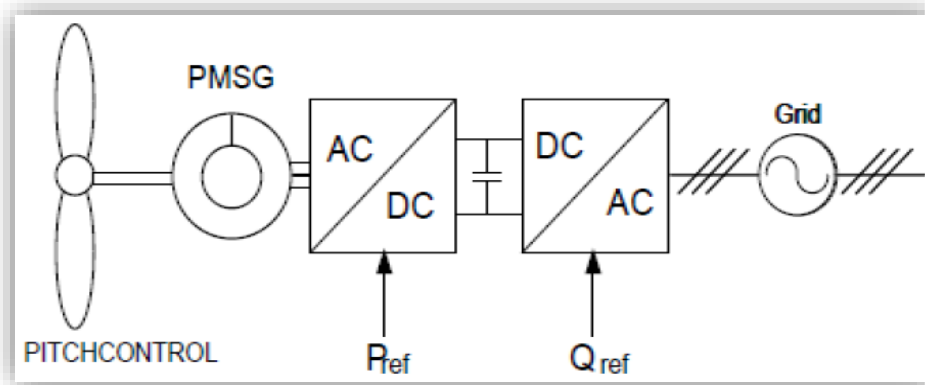 PMSG
Grid
AC
DC
DC
AC
PITCHCONTROL
Pref
Qref